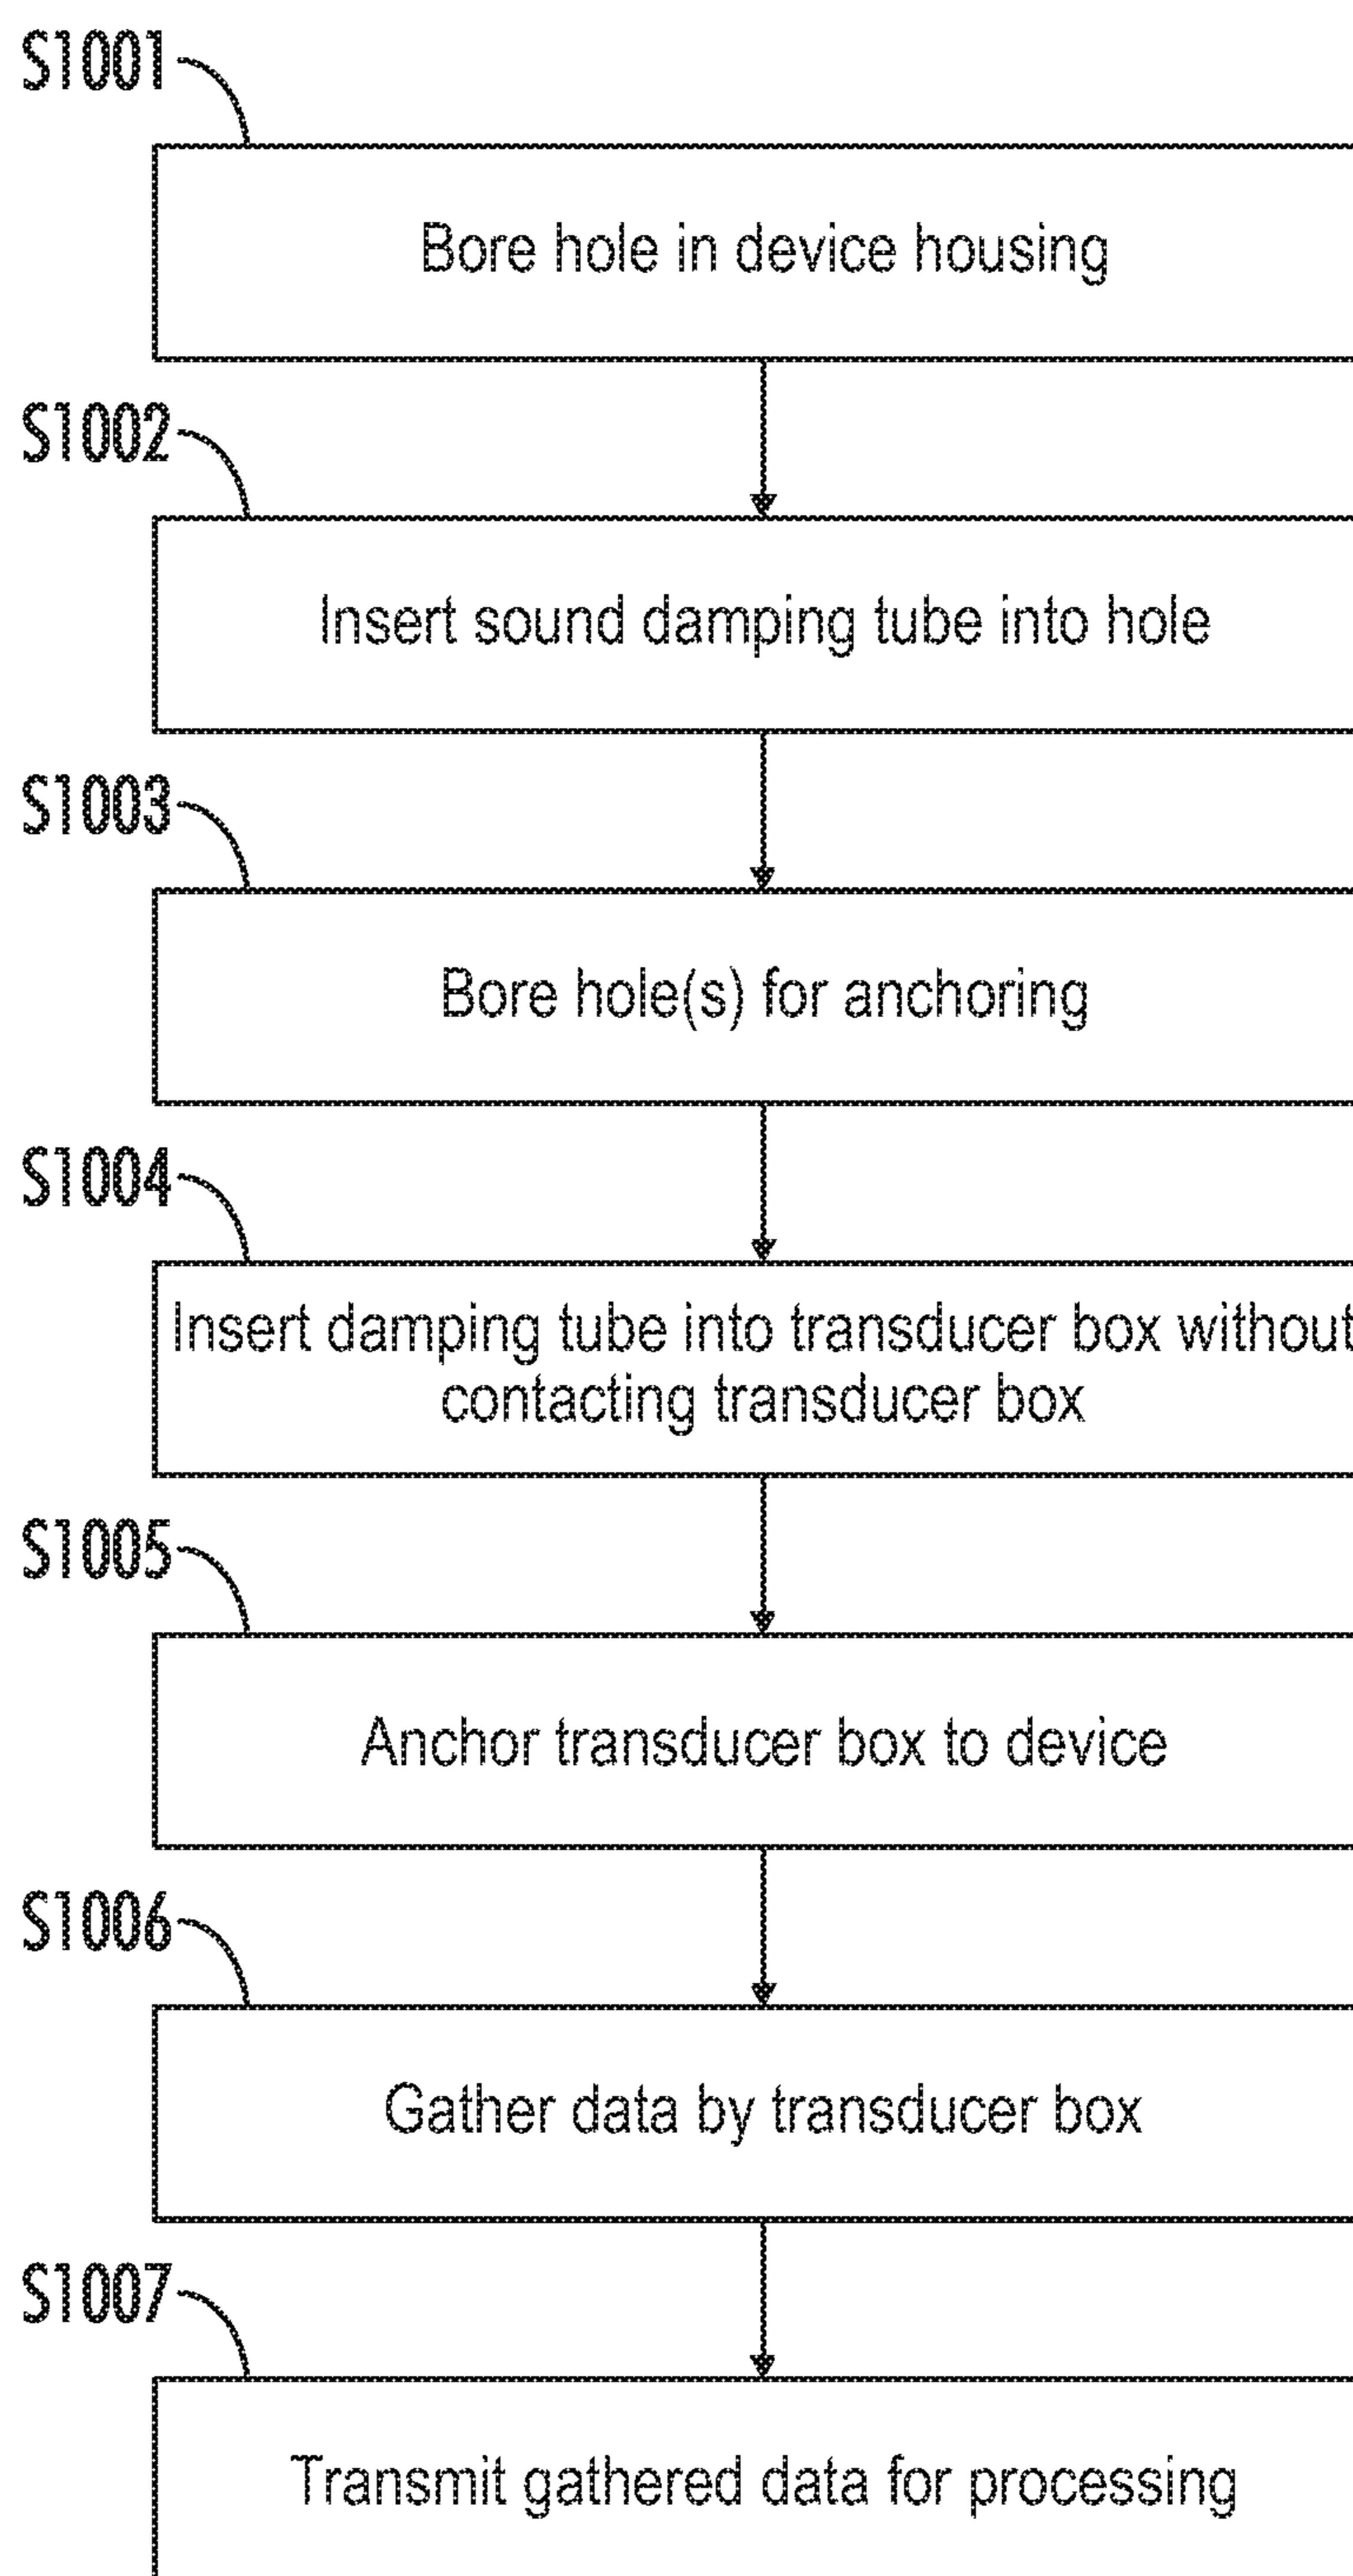 S1001
Bore hole in device housing
S1002
Insert sound damping tube into hole
S1003
Bore hole(s) for anchoring
S1004
Insert damping tube into transducer box without
contacting transducer box
S1005
Anchor transducer box to device
S1006
Gather data by transducer box
S1007
Transmit gathered data for processing